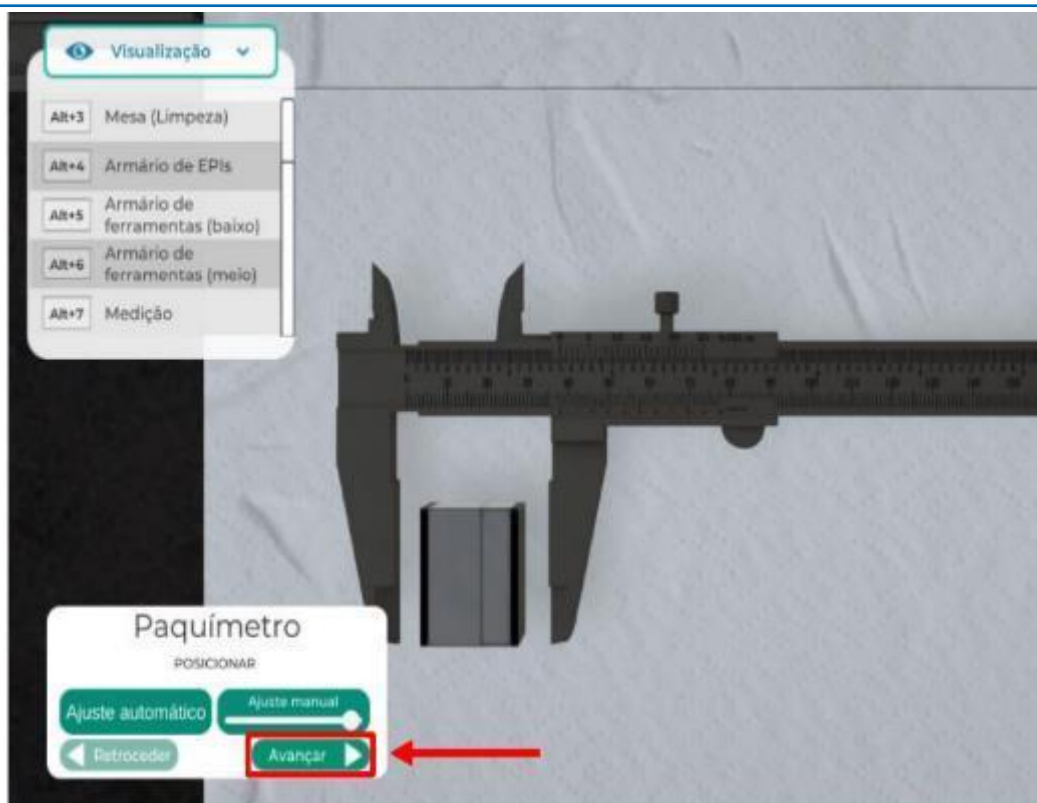 Visualização
Alt+3 Mesa (Limpeza)
Alt+4 Armário de EPIs
Alt+5 Armário de
ferramentas (baixo)
Alt+6 Armário de
ferramentas (meio)
Alt+7 Medição
Paquímetro
POSICIONAR
Ajuste automático
Ajuste manual
Retroceder
Avançar